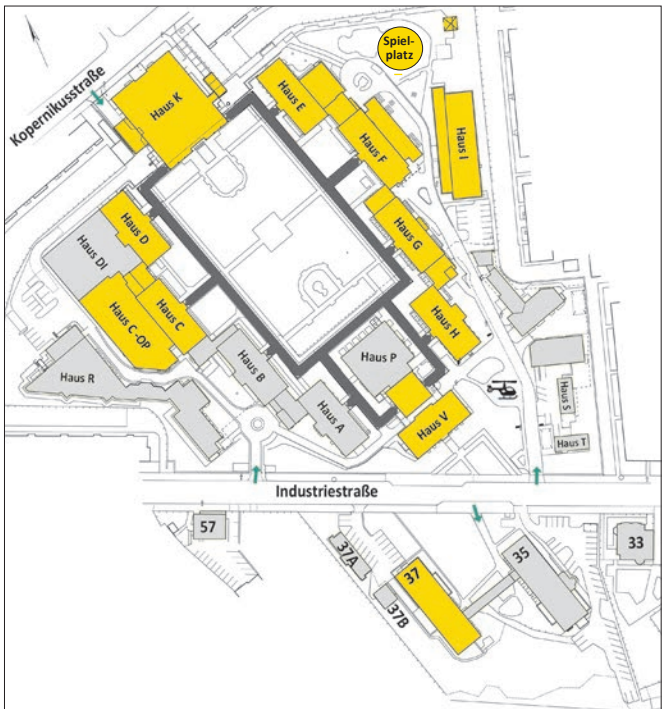 Spiel-
platz
Kopernikusstraße
Haus K
Haus E
Haus F
Haus I
Haus D
Haus G
Haus DI
Haus C
Haus C-OP
Haus H
Haus P
Haus B
Haus R
Haus A
Haus V
Haus S
Haus T
Industriestraße
57
37A
37
35
33
37B